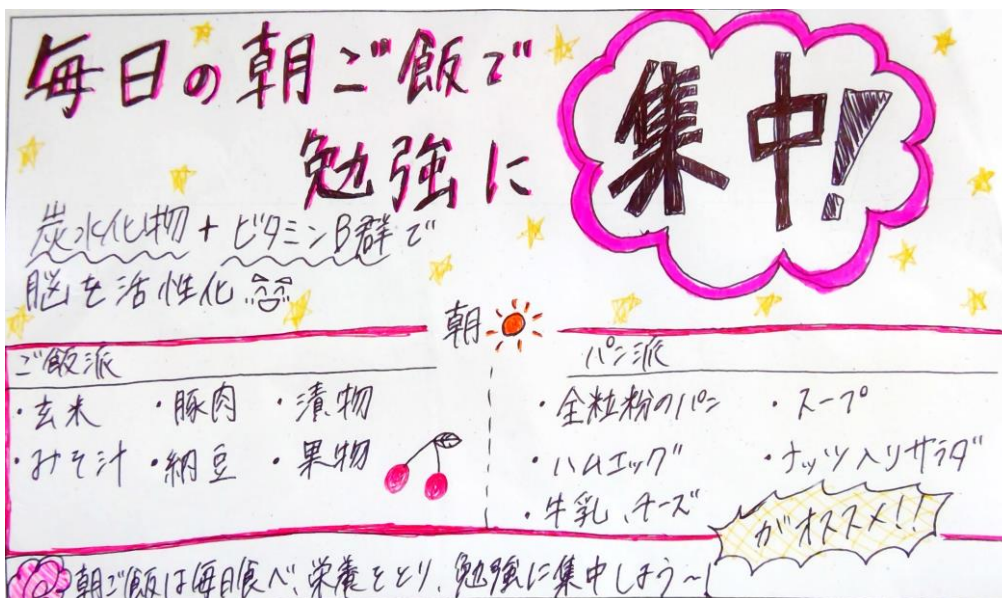 毎日の朝ご飯で
勉強に
集中!
炭水化物+ビタミンB群で
脳を活性化
朝
ご飯派
・玄米 ・豚肉 ・漬物
・みそ汁 ・納豆 ・果物
パン派
・全粒粉のパン ・スープ
・ハムエッグ ・ナッツ入りサラダ
・牛乳、チーズ
がオススメ!!
朝ご飯は毎日食べ、栄養をとり、勉強に集中しよう〜!